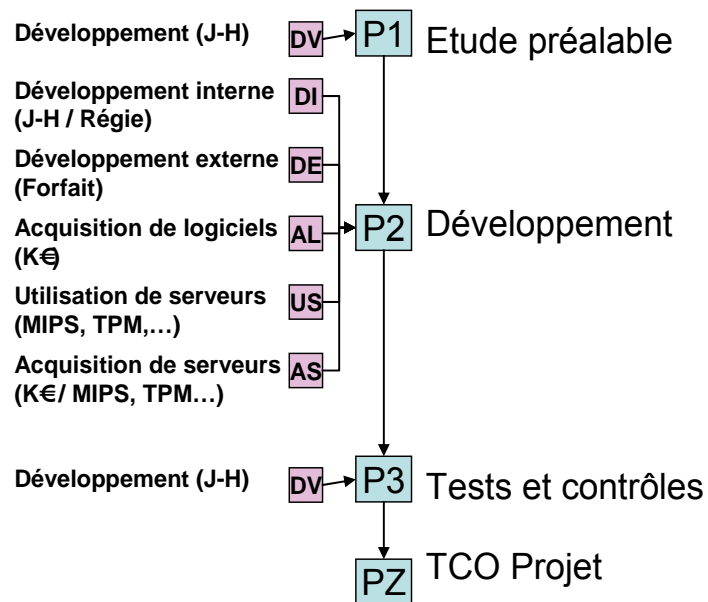 Développement (J-H) DV P1 Etude préalable
Développement interne
(J-H / Régie)
DI
Développement externe
(Forfait)
DE
Acquisition de logiciels
(K€)
AL
P2 Développement
Utilisation de serveurs
(MIPS, TPM,…)
US
Acquisition de serveurs
(K€/ MIPS, TPM…)
AS
Développement (J-H) DV P3 Tests et contrôles
PZ TCO Projet